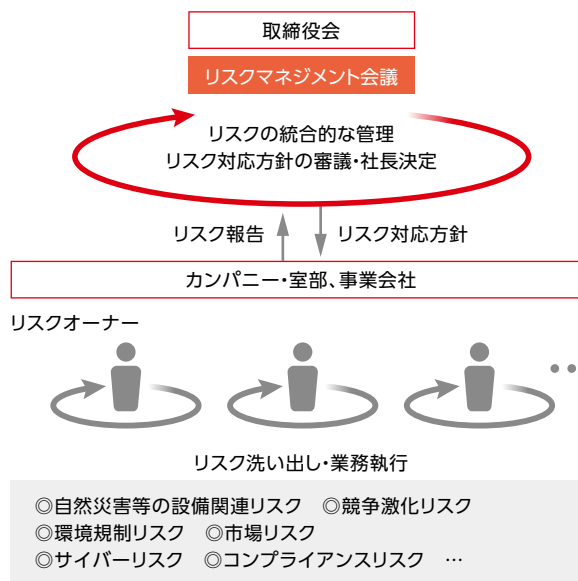 取締役会
リスクマネジメント会議
リスクの統合的な管理
リスク対応方針の審議・社長決定
リスク報告
リスク対応方針
カンパニー・室部、事業会社
リスクオーナー
リスク洗い出し・業務執行
◎自然災害等の設備関連リスク ◎競争激化リスク
◎環境規制リスク ◎市場リスク
◎サイバーリスク ◎コンプライアンスリスク …